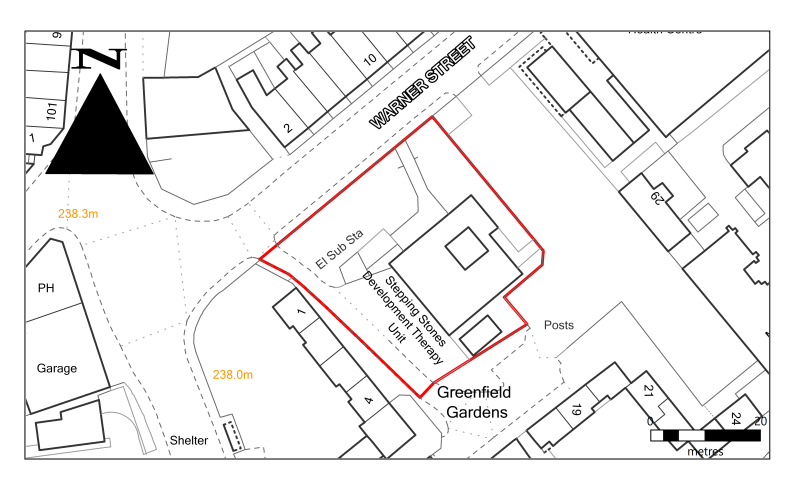 Health Centre
9
N
10
101
WARNER STREET
2
1
29
238.3m
El Sub Sta
PH
Stepping Stones
Development Therapy
Unit
1
Posts
Garage
238.0m
Greenfield
Gardens
4
19
21
24
Shelter
0
20
metres